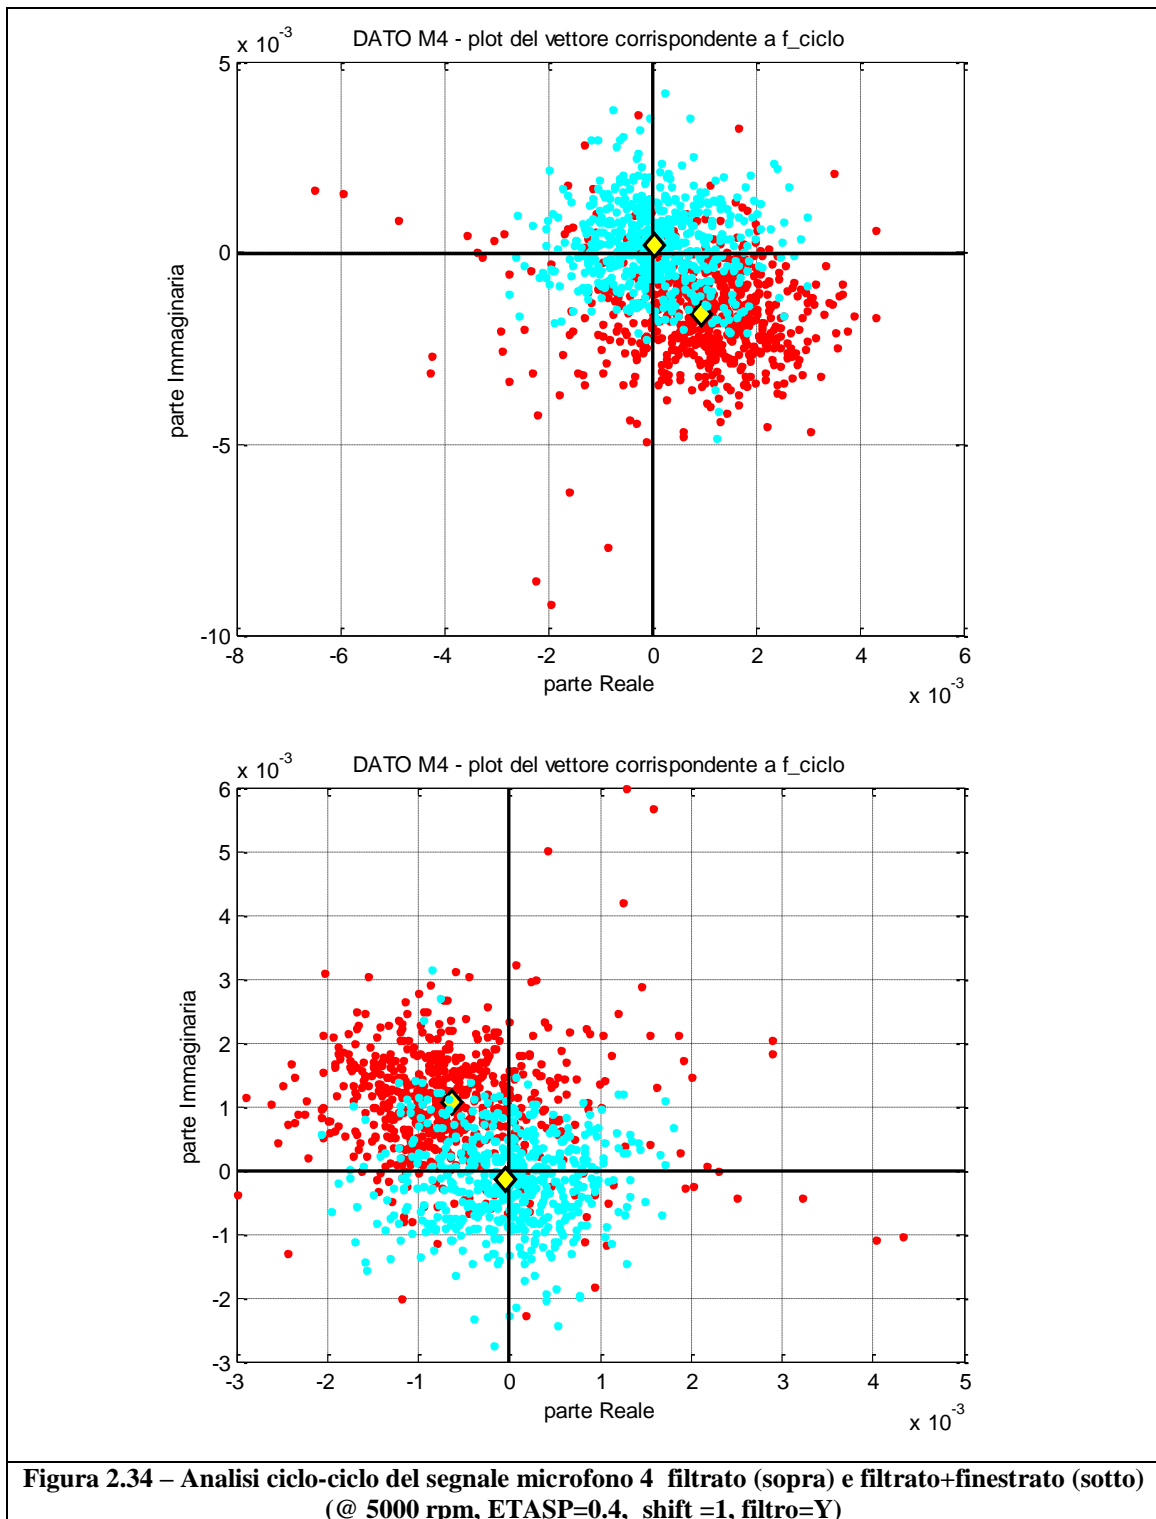 DATO M4 - plot del vettore corrispondente a f_ciclo
x 10-3
5
0
-5
-10
parte Immaginaria
-8 -6 -4 -2 0 2 4 6
parte Reale
x 10-3
DATO M4 - plot del vettore corrispondente a f_ciclo
x 10-3
6
5
4
3
2
1
0
-1
-2
-3
parte Immaginaria
-3 -2 -1 0 1 2 3 4 5
parte Reale
x 10-3
Figura 2.34 – Analisi ciclo-ciclo del segnale microfono 4 filtrato (sopra) e filtrato+finestrato (sotto)
(@ 5000 rpm, ETASP=0.4, shift =1, filtro=Y)